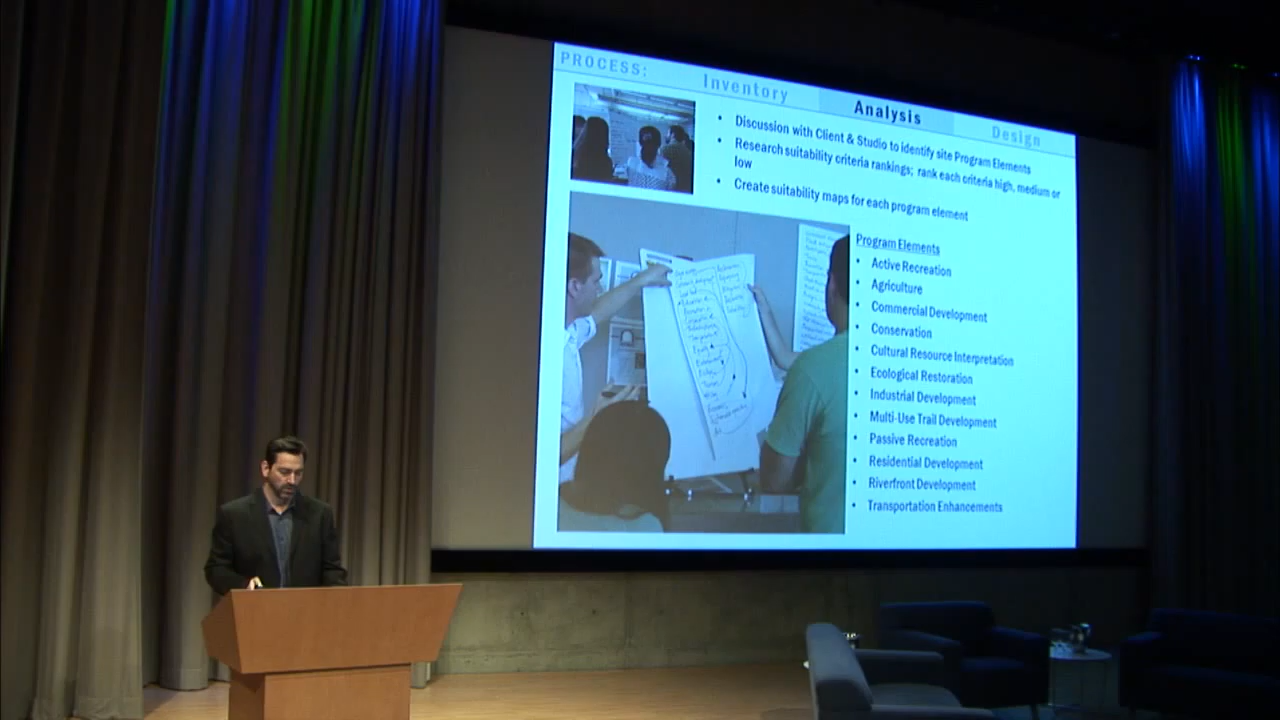 PROCESS:
Inventory
Analysis
Design
• Discussion with Client & Studio to identify site Program Elements
• Research suitability criteria rankings; rank each criteria high, medium or
low
• Create suitability maps for each program element
Program Elements
• Active Recreation
• Agriculture
• Commercial Development
• Conservation
• Cultural Resource Interpretation
• Ecological Restoration
• Industrial Development
• Multi-Use Trail Development
• Passive Recreation
• Residential Development
• Riverfront Development
• Transportation Enhancements